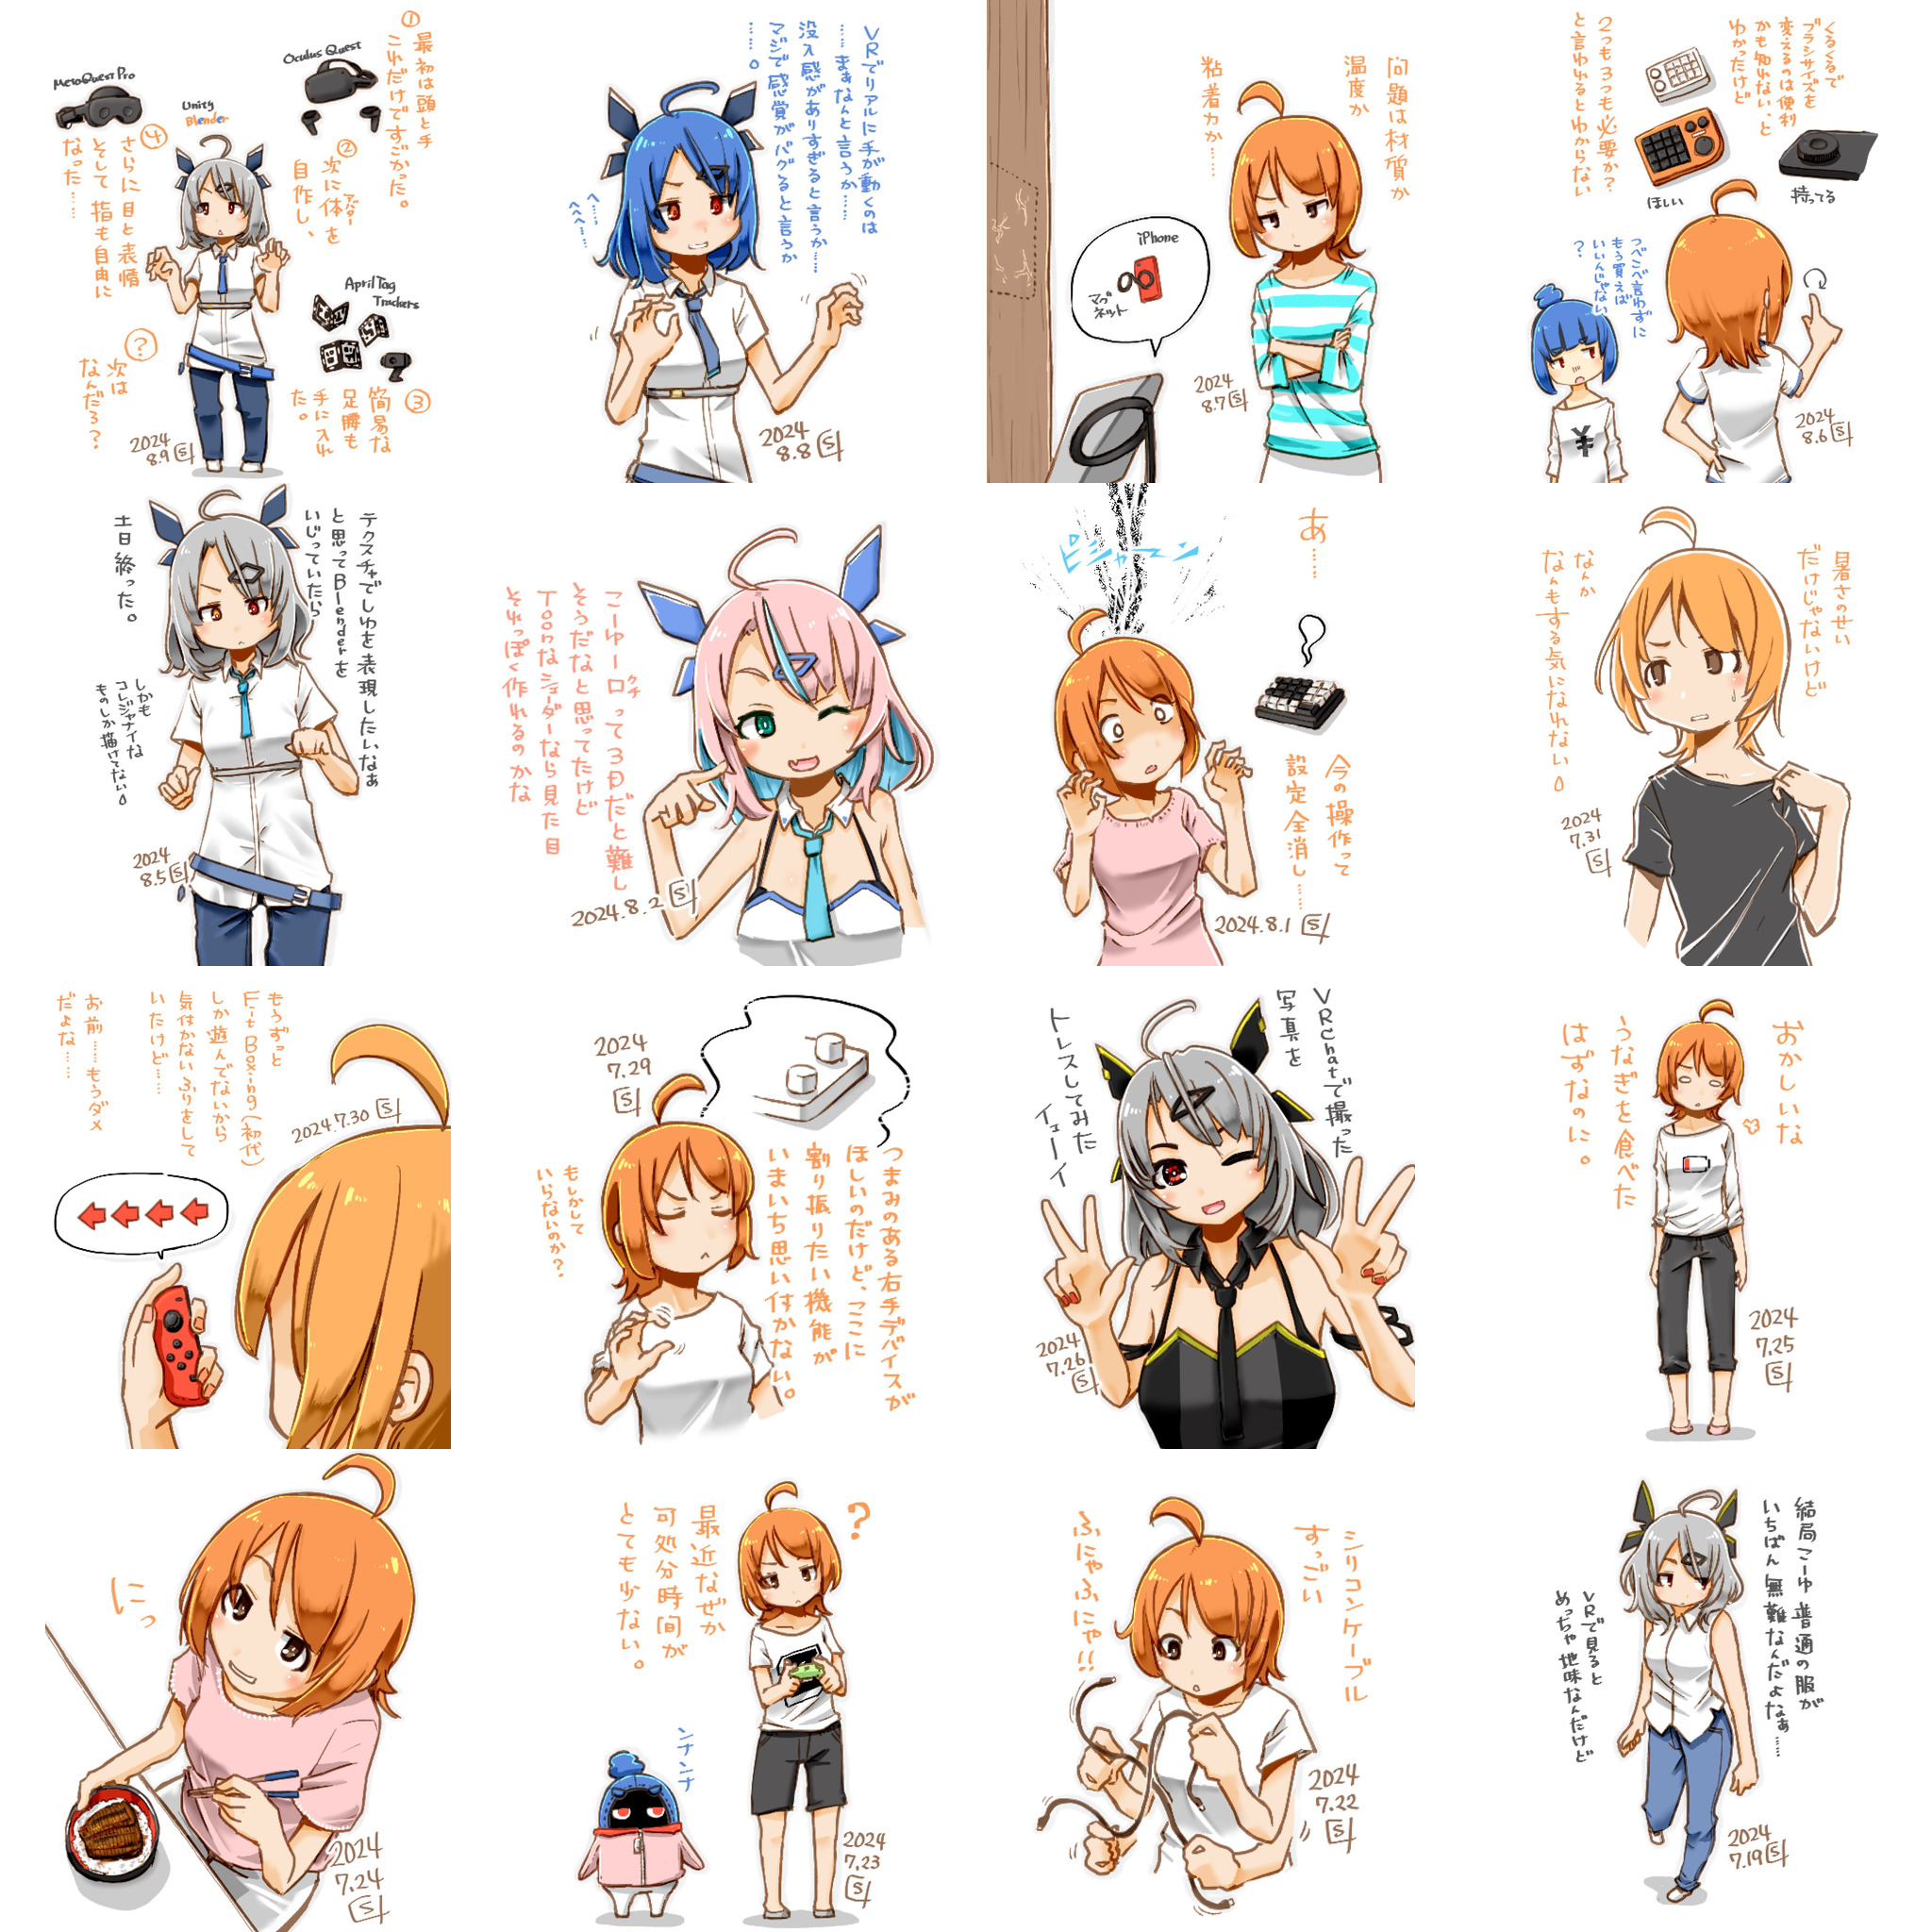 ①
最初は頭と手
これだけですごかった。
Oculus Quest
②
次に体を
アバター
自作し、
MetaQuest Pro
Unity
Blender
AprilTag
Trackers
③
簡易な
足腰も
手に入れ
た。
④
さらに目と表情
そして 指も自由に
なった……
?
次は
なんだろ?
2024
8.9 S
VRでリアルに手が動くのは
……まぁなんと言うか……
没入感がありすぎると言うか……
マジで感覚がバグると言うか
……。
へ……
へへへ……
2024
8.8 S
問題は材質か
温度か
粘着力か……
iPhone
マグ
ネット
2024
8.7 S
くるくるで
ブラシサイズを
変えるのは便利
かも知れない、と
わかったけど
2つも3つも必要か?
と言われるとわからない
ほしい
持ってる
つべこべ言わずに
もう買えば
いいんじゃない
?
¥
2024
8.6 S
テクスチャでしわを表現したいなぁ
と思ってBlenderを
いじっていたら
土日終った。
しかも
コレジャナイな
ものしか描けてない。
2024
8.5 S
こーゆー口って3Dだと難し
クチ
そうだなと思ってたけど
Toonなシェーダーなら見た目
それっぽく作れるのかな
2024.8.2 S
あ……
ピシャーン
今の操作って
設定全消し……
2024.8.1 S
暑さのせい
だけじゃないけど
なんか
なんもする気になれない。
2024
7.31
S
もうずっと
Fit Boxing(初代)
しか遊んでないから
気付かないふりをして
いたけど……
お前……もうダメ
だよな……
2024.7.30 S
2024
7.29
S
つまみのある右手デバイスが
ほしいのだけど、ここに
割り振りたい機能が
いまいち思い付かない。
もしかして
いらないのか?
VRChatで撮った
写真を
トレスしてみた
イェーイ
2024
7.26
S
おかしいな
うなぎを食べた
はずなのに。
2024
7.25
S
にっ
2024
7.24
S
?
最近なぜか
可処分時間が
とても少ない。
ンナンナ
2024
7.23
S
シリコンケーブル
すっごい
ふにゃふにゃ!!
2024
7.22
S
結局こーゆ普通の服が
いちばん無難なんだよなぁ……
VRで見ると
めっちゃ地味なんだけど
2024
7.19 S